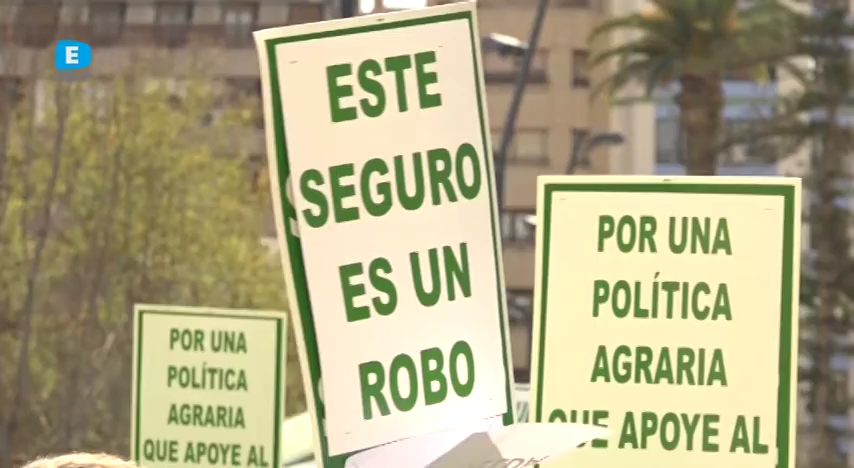 E
ESTE
SEGURO
ES UN
ROBO
POR UNA
POLÍTICA
AGRARIA
QUE APOYE AL
POR UNA
POLÍTICA
AGRARIA
QUE APOYE AL